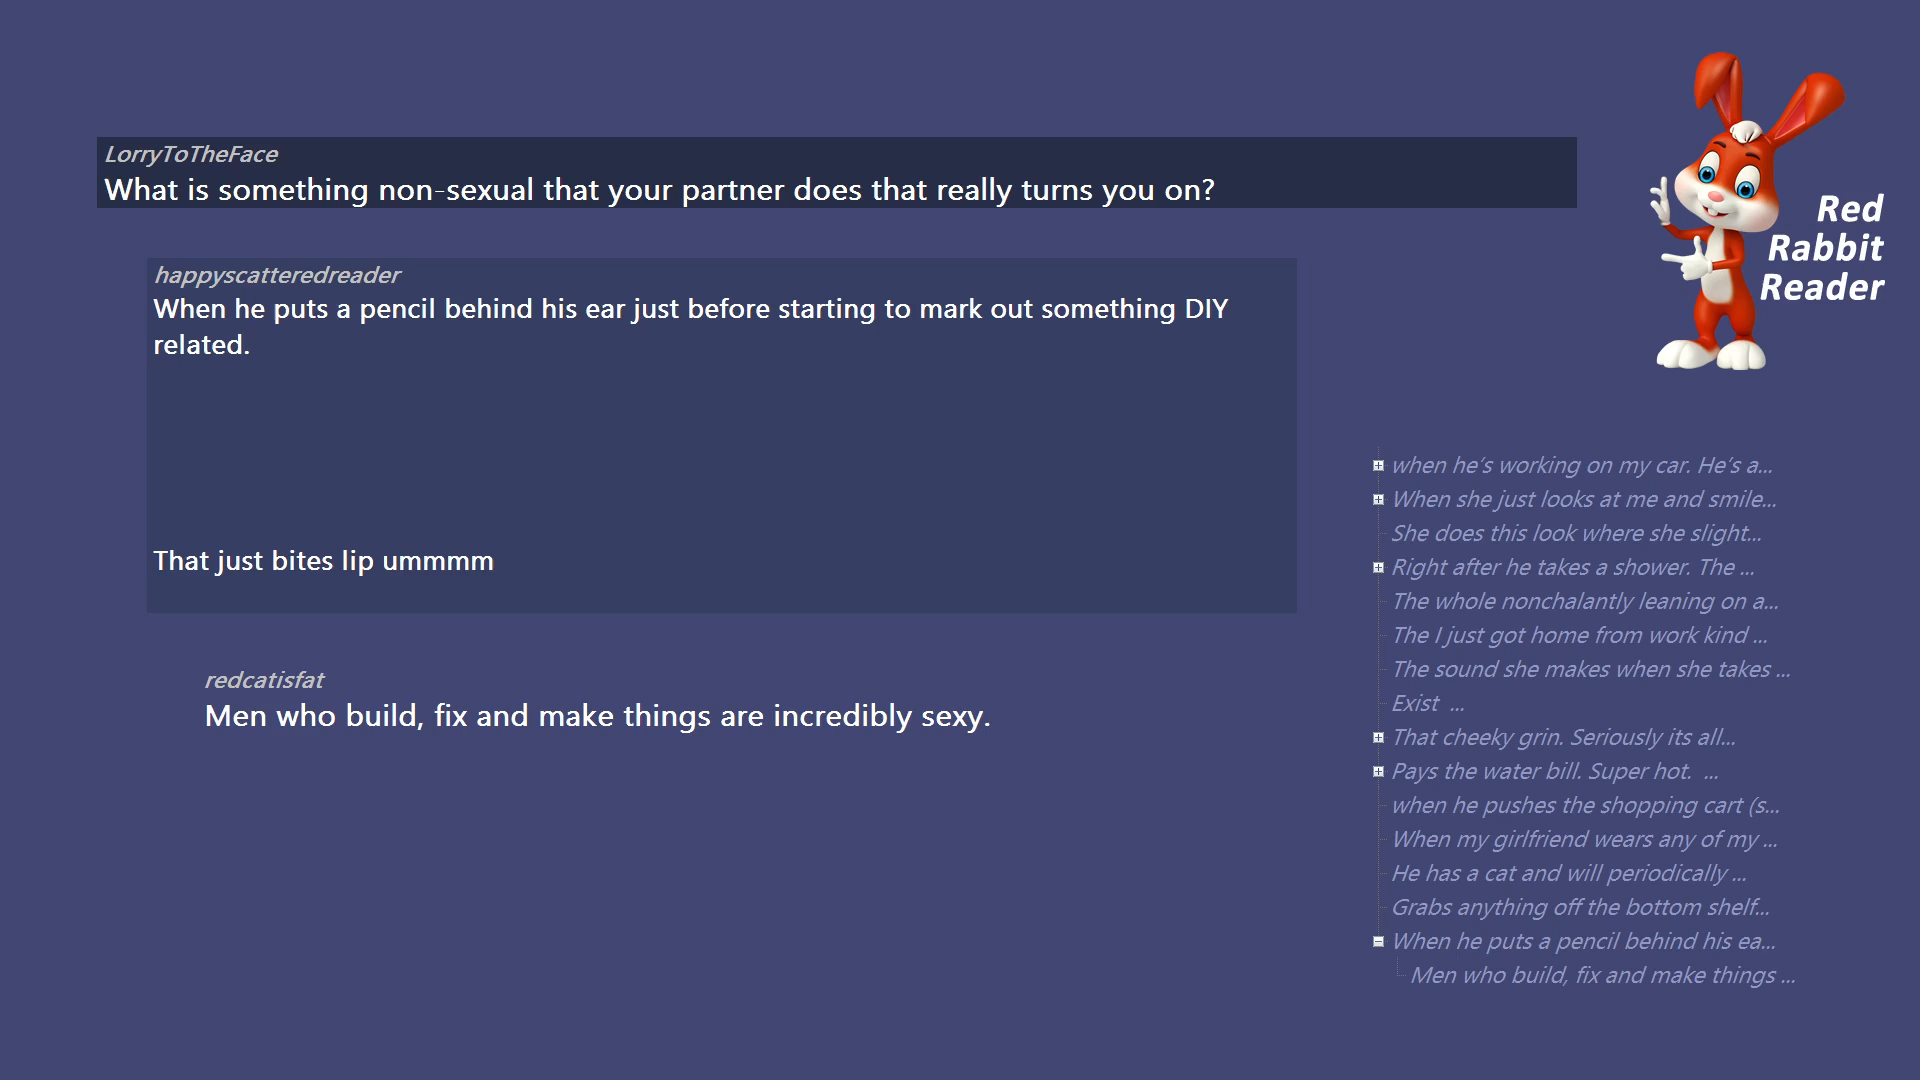 LorryToTheFace
What is something non-sexual that your partner does that really turns you on?
happyscatteredreader
When he puts a pencil behind his ear just before starting to mark out something DIY
related.
That just bites lip ummmm
redcatisfat
Men who build, fix and make things are incredibly sexy.
Red
Rabbit
Reader
when he’s working on my car. He’s a...
When she just looks at me and smile...
She does this look where she slight...
Right after he takes a shower. The ...
The whole nonchalantly leaning on a...
The I just got home from work kind ...
The sound she makes when she takes ...
Exist  ...
That cheeky grin. Seriously its all...
Pays the water bill. Super hot.  ...
when he pushes the shopping cart (s...
When my girlfriend wears any of my ...
He has a cat and will periodically ...
Grabs anything off the bottom shelf...
When he puts a pencil behind his ea...
Men who build, fix and make things ...